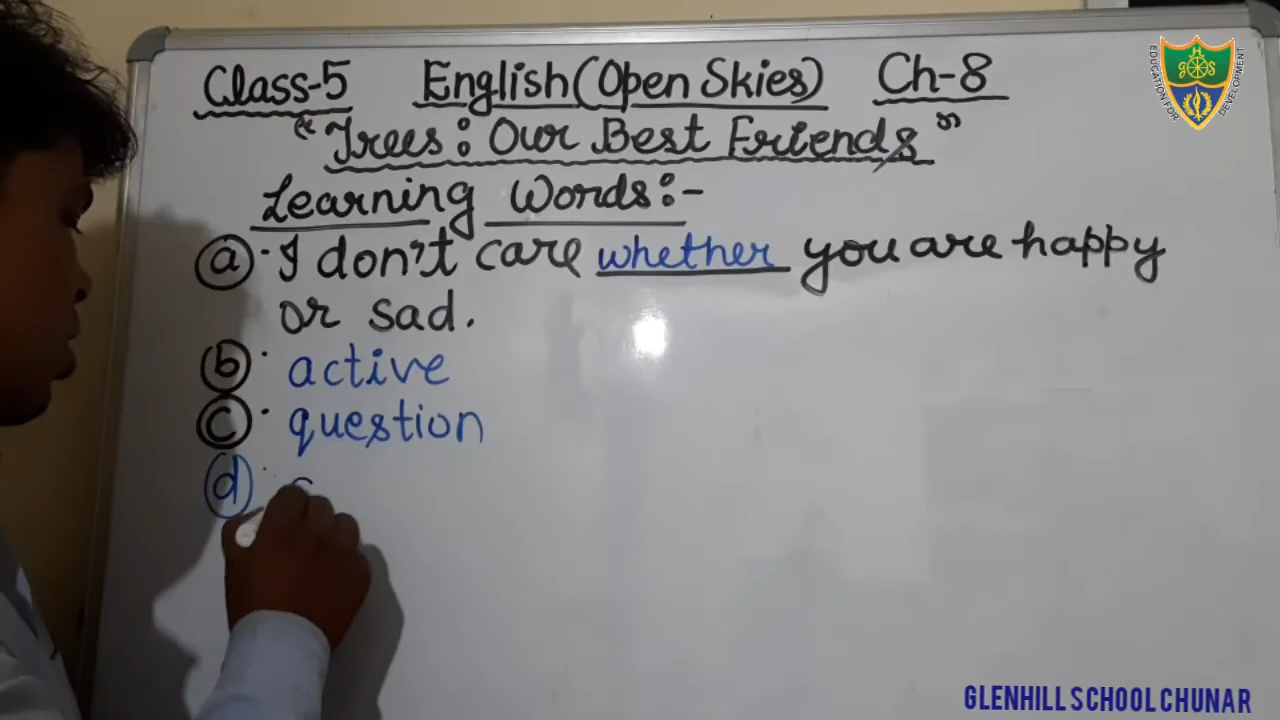 Class-5 English (Open Skies) Ch-8
"Trees: Our Best Friends"
Learning Words:-
(a) I don't care whether you are happy
or sad.
(b) active
(c) question
(d)
EDUCATION FOR DEVELOPMENT
GHS
GLENHILL SCHOOL CHUNAR